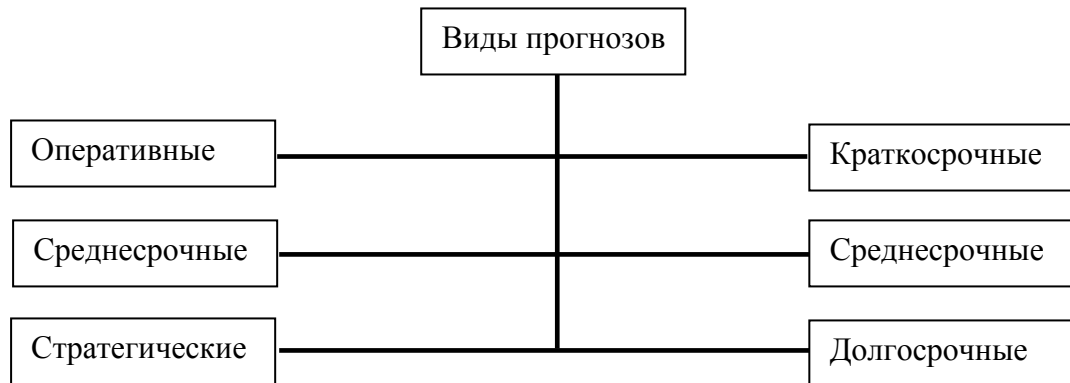 Виды прогнозов
Оперативные
Краткосрочные
Среднесрочные
Среднесрочные
Стратегические
Долгосрочные